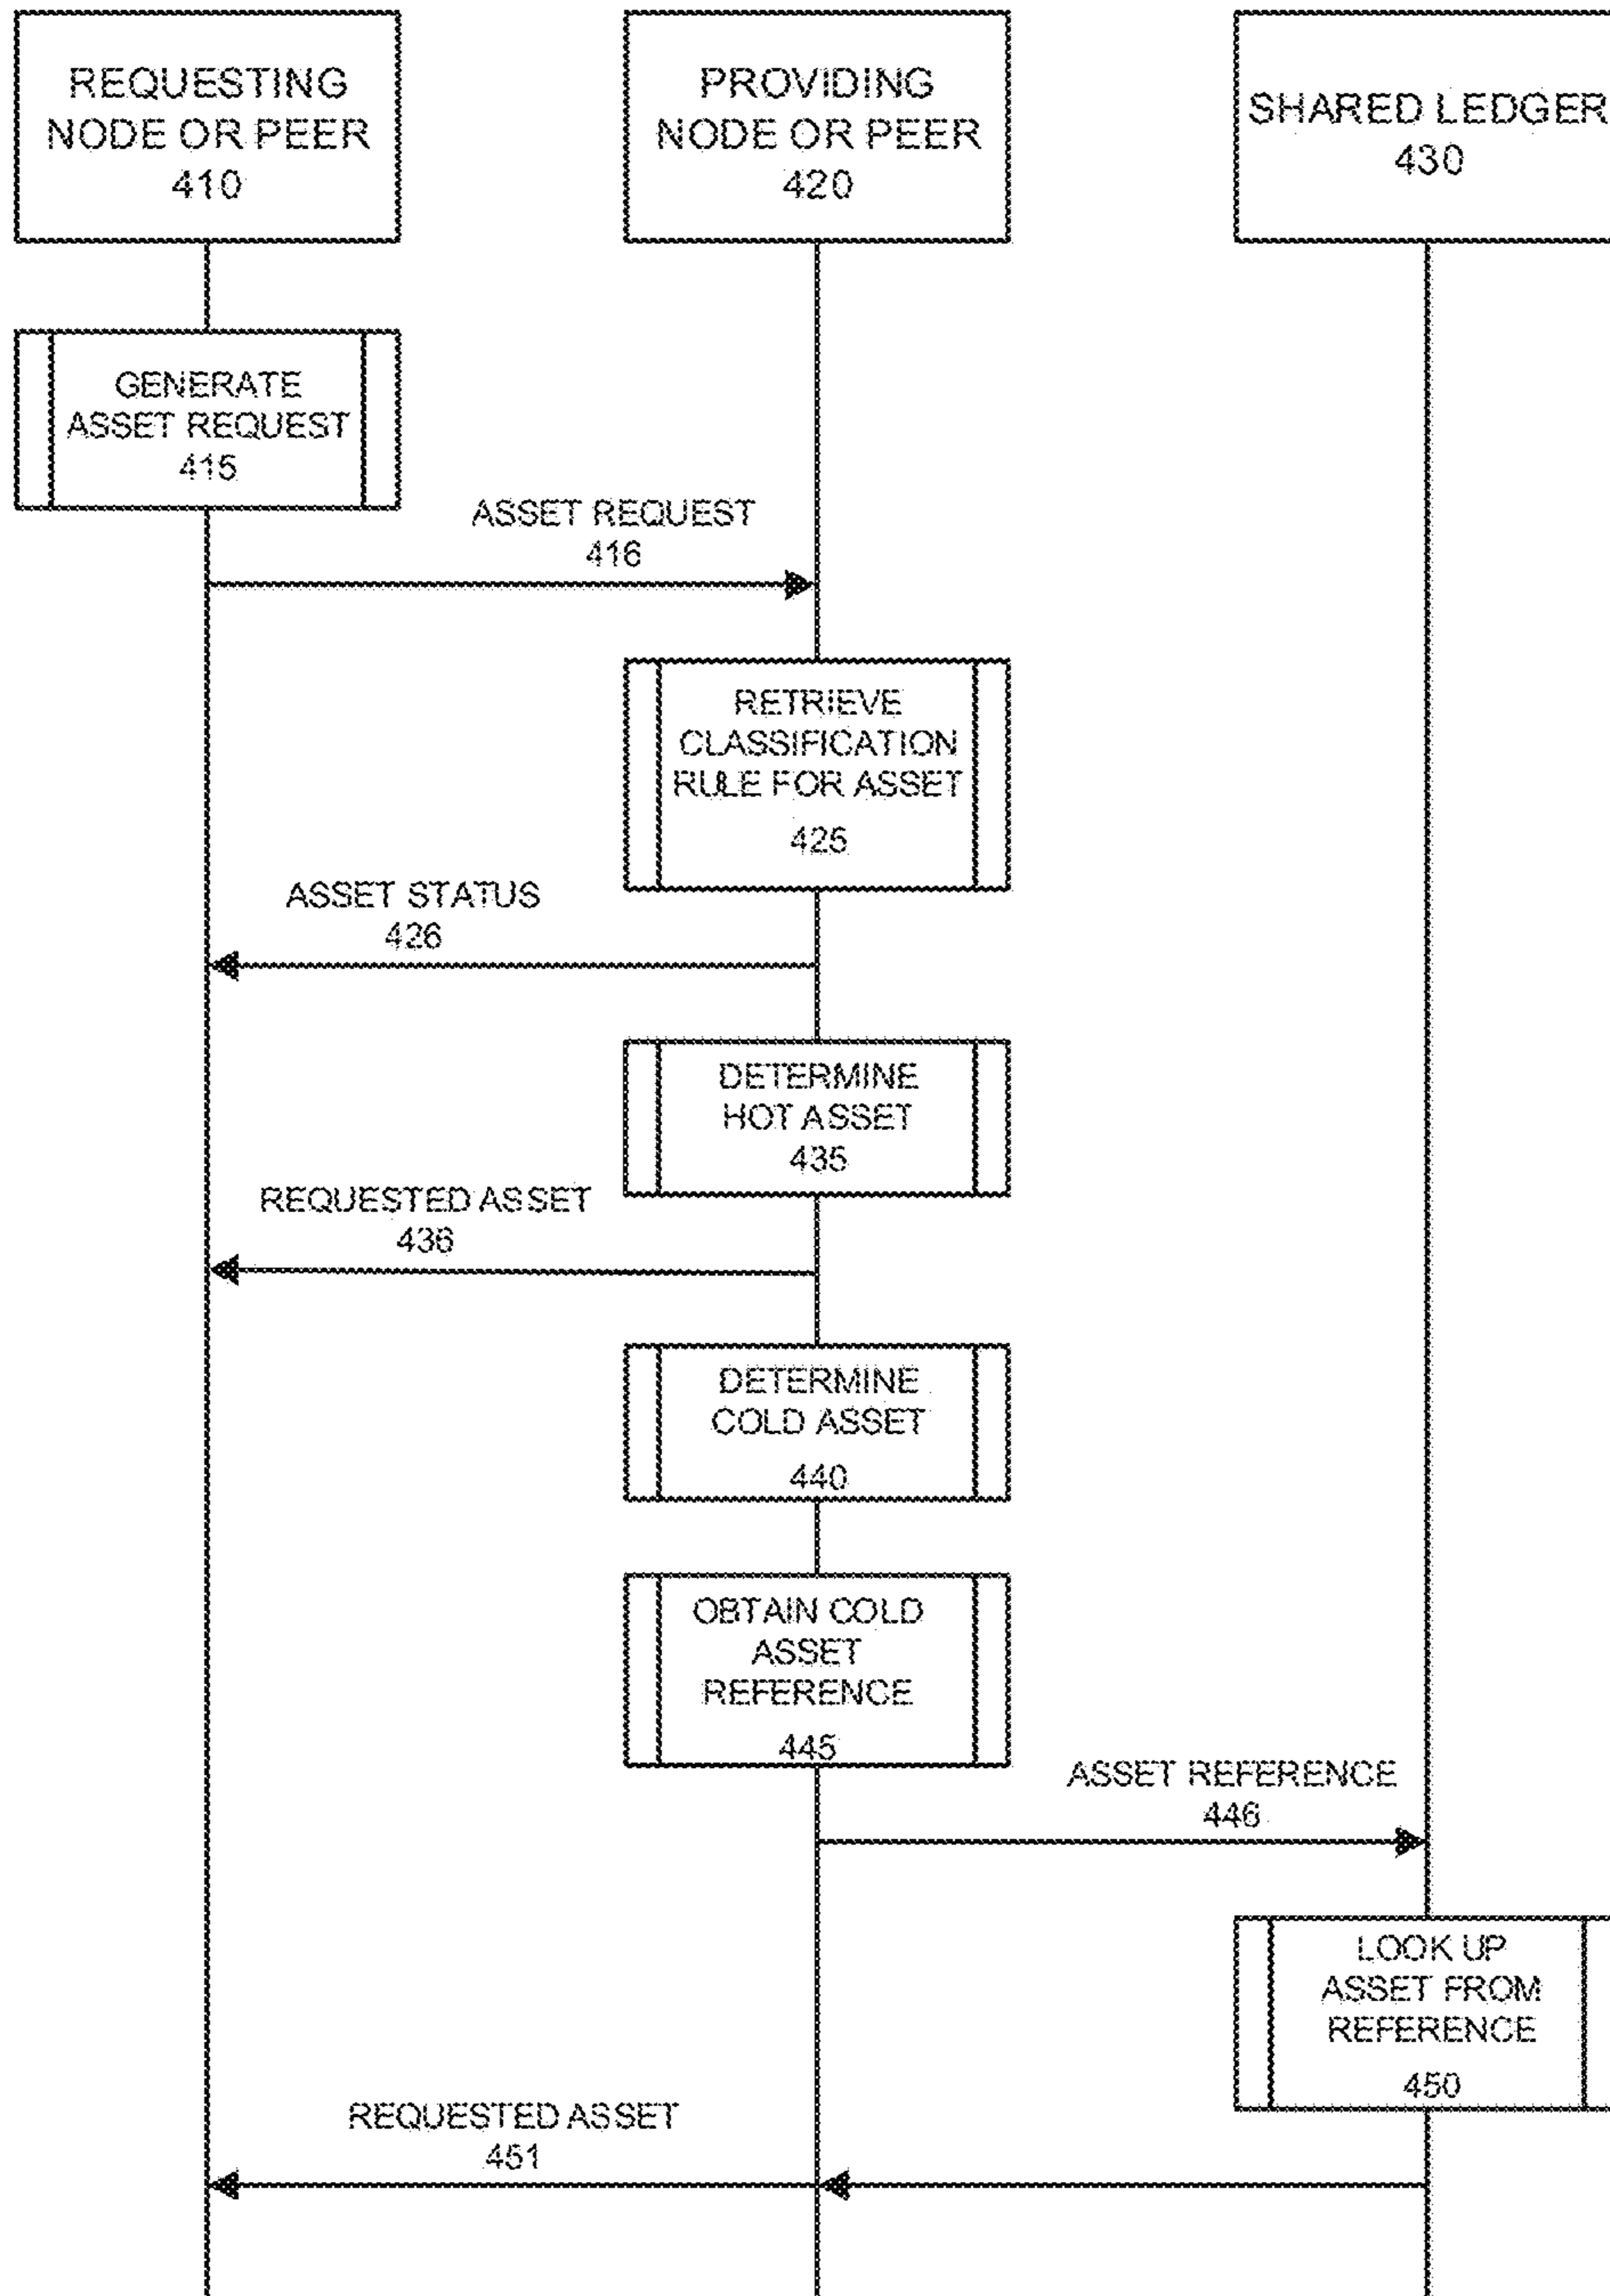 REQUESTING
NODE OR PEER
410
PROVIDING
NODE OR PEER
420
SHARED LEDGER
430
GENERATE
ASSET REQUEST
415
ASSET REQUEST
416
RETRIEVE
CLASSIFICATION
RULE FOR ASSET
425
ASSET STATUS
426
DETERMINE
HOT ASSET
435
REQUESTED ASSET
436
DETERMINE
COLD ASSET
440
OBTAIN COLD
ASSET
REFERENCE
445
ASSET REFERENCE
446
LOOK UP
ASSET FROM
REFERENCE
450
REQUESTED ASSET
451